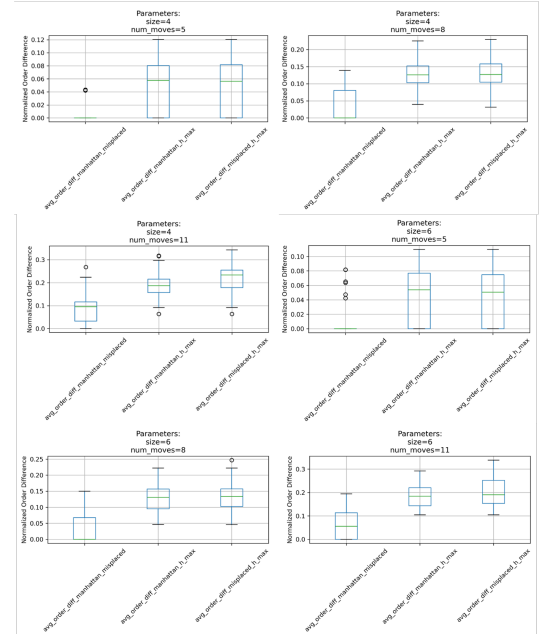 Parameters:
size=4
num_moves=5
Normalized Order Difference
0.12
0.10
0.08
0.06
0.04
0.02
0.00
avg_order_diff_manhattan_misplaced
avg_order_diff_manhattan_h_max
avg_order_diff_misplaced_h_max
Parameters:
size=4
num_moves=8
Normalized Order Difference
0.20
0.15
0.10
0.05
0.00
avg_order_diff_manhattan_misplaced
avg_order_diff_manhattan_h_max
avg_order_diff_misplaced_h_max
Parameters:
size=4
num_moves=11
Normalized Order Difference
0.3
0.2
0.1
0.0
avg_order_diff_manhattan_misplaced
avg_order_diff_manhattan_h_max
avg_order_diff_misplaced_h_max
Parameters:
size=6
num_moves=5
Normalized Order Difference
0.10
0.08
0.06
0.04
0.02
0.00
avg_order_diff_manhattan_misplaced
avg_order_diff_manhattan_h_max
avg_order_diff_misplaced_h_max
Parameters:
size=6
num_moves=8
Normalized Order Difference
0.25
0.20
0.15
0.10
0.05
0.00
avg_order_diff_manhattan_misplaced
avg_order_diff_manhattan_h_max
avg_order_diff_misplaced_h_max
Parameters:
size=6
num_moves=11
Normalized Order Difference
0.3
0.2
0.1
0.0
avg_order_diff_manhattan_misplaced
avg_order_diff_manhattan_h_max
avg_order_diff_misplaced_h_max